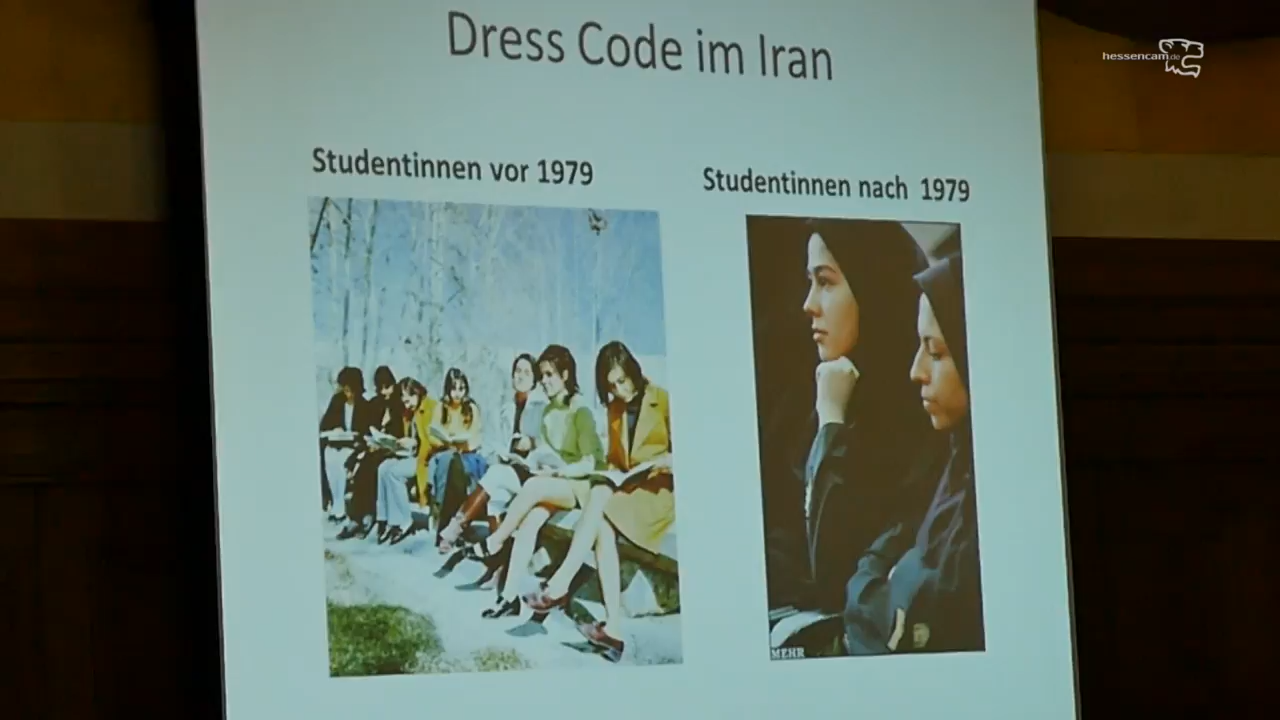 Dress Code im Iran
hessencam.de
Studentinnen vor 1979
Studentinnen nach 1979
MEHR